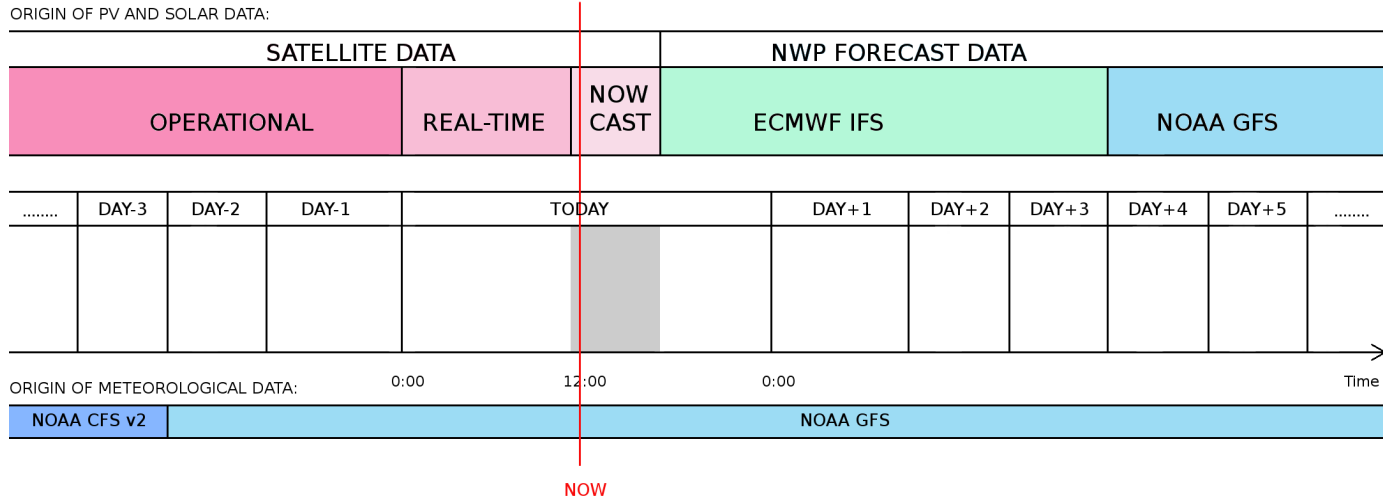 ORIGIN OF PV AND SOLAR DATA:
SATELLITE DATA NWP FORECAST DATA
OPERATIONAL REAL-TIME NOW CAST ECMWF IFS NOAA GFS
........ DAY-3 DAY-2 DAY-1 TODAY DAY+1 DAY+2 DAY+3 DAY+4 DAY+5 ........
0:00 12:00 0:00 Time
ORIGIN OF METEOROLOGICAL DATA:
NOAA CFS v2 NOAA GFS
NOW